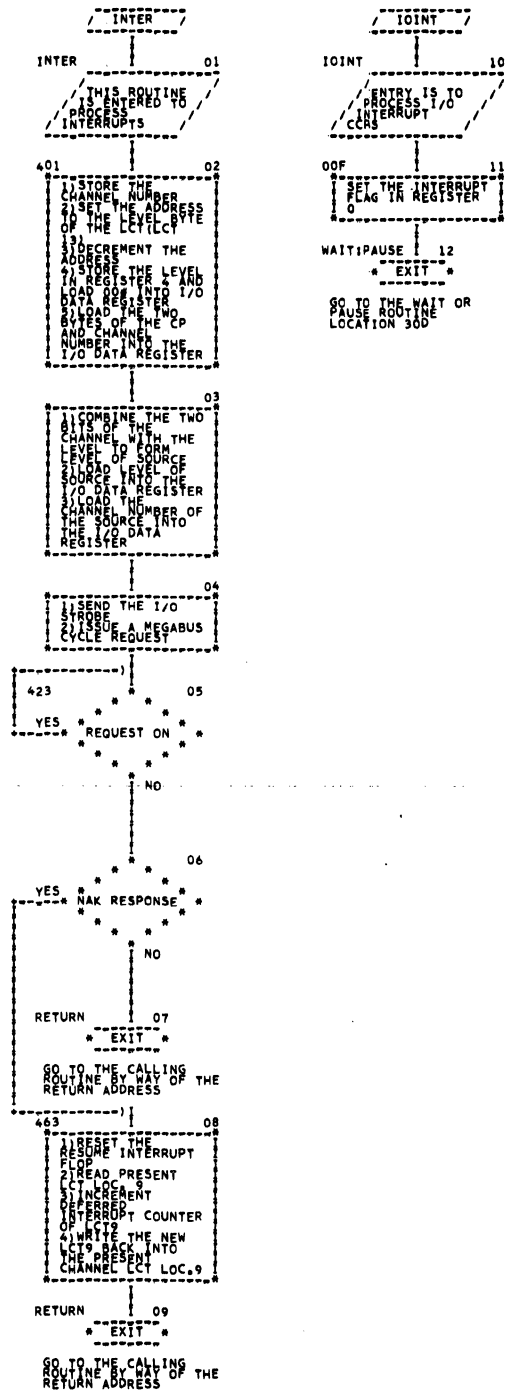 INTER
INTER 01
THIS ROUTINE
IS ENTERED TO
PROCESS
INTERRUPTS
401 02
1)STORE THE
CHANNEL NUMBER
2)SET THE ADDRESS
TO THE LEVEL BYTE
OF THE LCT(LCT
13)
3)DECREMENT THE
ADDRESS
4)STORE THE LEVEL
IN REGISTER 4 AND
LOAD 00# INTO I/O
DATA REGISTER
5)LOAD THE TWO
BYTES OF THE CP
AND CHANNEL
NUMBER INTO THE
I/O DATA REGISTER
03
1)COMBINE THE TWO
BITS OF THE
CHANNEL WITH THE
LEVEL TO FORM
LEVEL OF SOURCE
2)LOAD LEVEL OF
SOURCE INTO THE
I/O DATA REGISTER
3)LOAD THE
CHANNEL NUMBER OF
THE SOURCE INTO
THE I/O DATA
REGISTER
04
1)SEND THE I/O
STROBE
2)ISSUE A MEGABUS
CYCLE REQUEST
423 05
YES
REQUEST ON
NO
06
YES
NAK RESPONSE
NO
RETURN 07
EXIT
GO TO THE CALLING
ROUTINE BY WAY OF THE
RETURN ADDRESS
463 08
1)RESET THE
RESUME INTERRUPT
FLOP
2)READ PRESENT
LCT LOC. 9
3)INCREMENT
DEFERRED
INTERRUPT COUNTER
OF LCT9
4)WRITE THE NEW
LCT9 BACK INTO
THE PRESENT
CHANNEL LCT LOC.9
RETURN 09
EXIT
GO TO THE CALLING
ROUTINE BY WAY OF THE
RETURN ADDRESS
IOINT
IOINT 10
ENTRY IS TO
PROCESS I/O
INTERRUPT
CCRS
00F 11
SET THE INTERRUPT
FLAG IN REGISTER
0
WAIT:PAUSE 12
EXIT
GO TO THE WAIT OR
PAUSE ROUTINE
LOCATION 30D